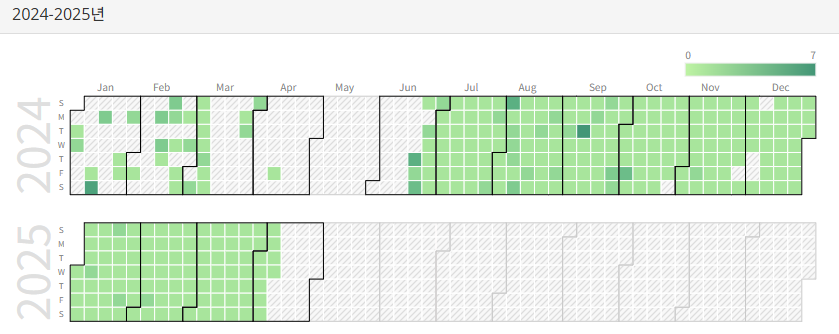 2024-2025년
0 7
Jan Feb Mar Apr May Jun Jul Aug Sep Oct Nov Dec
2024
S
M
T
W
T
F
S
2025
S
M
T
W
T
F
S